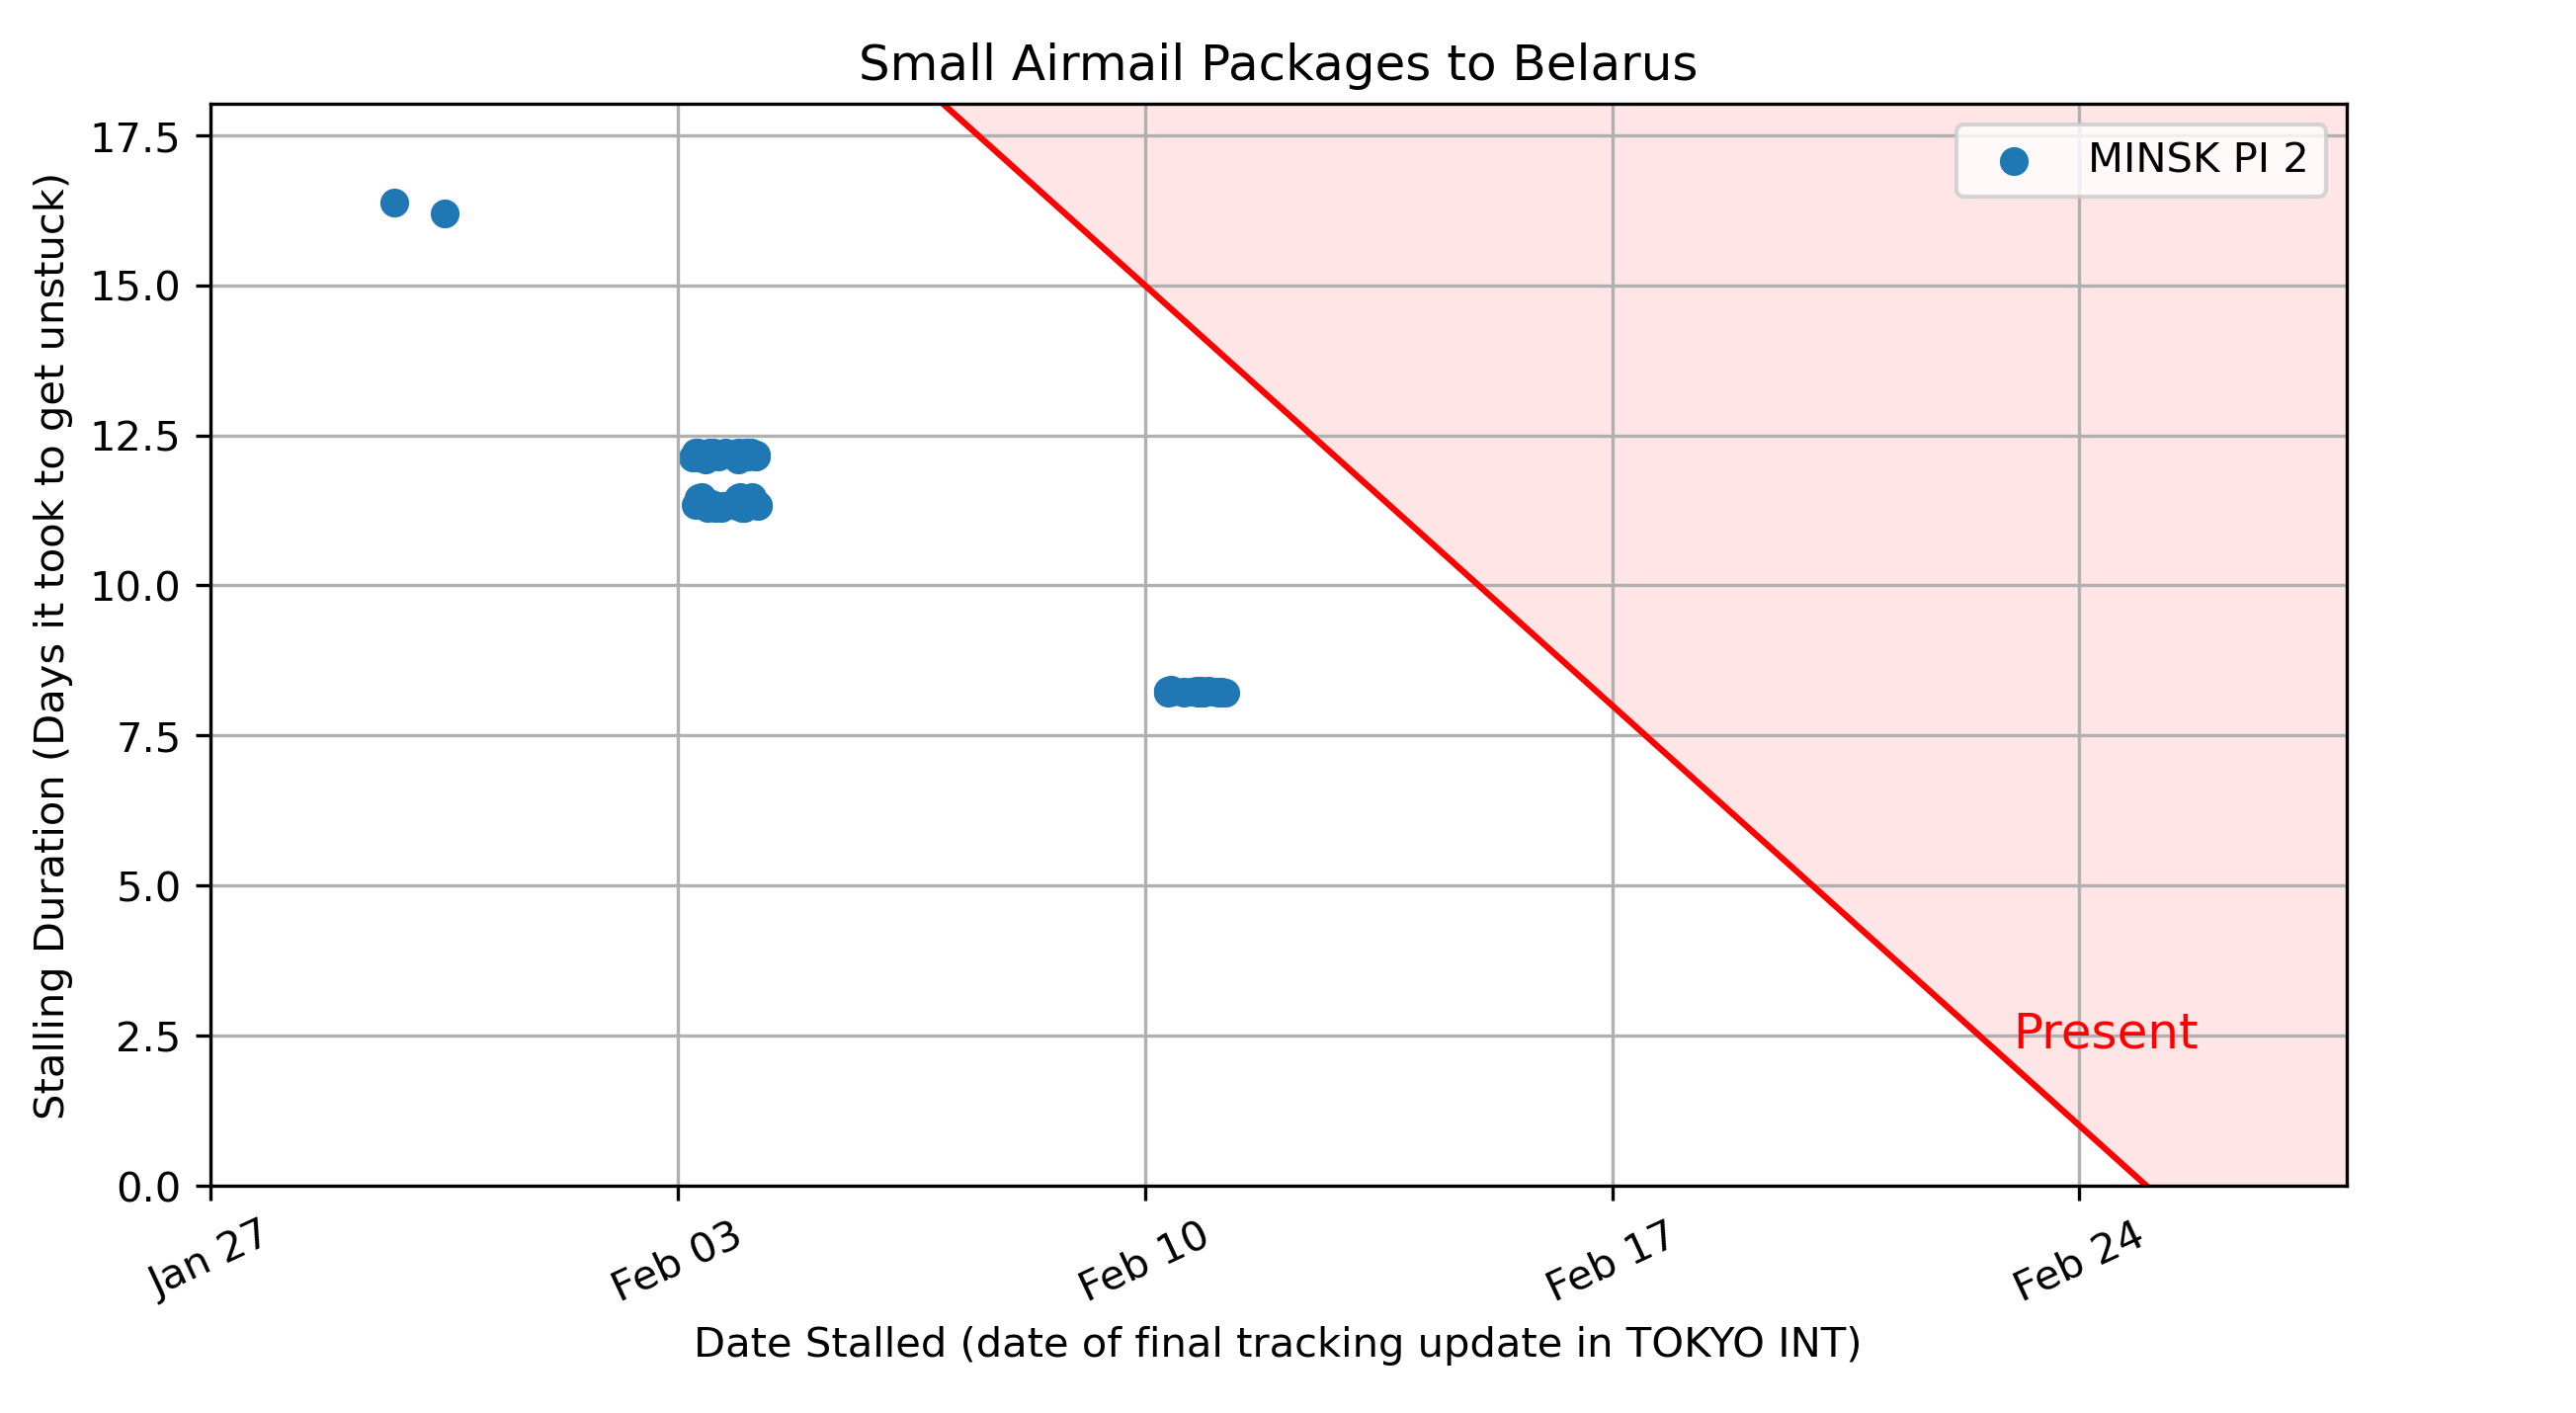 Small Airmail Packages to Belarus
MINSK PI 2
Stalling Duration (Days it took to get unstuck)
17.5
15.0
12.5
10.0
7.5
5.0
2.5
0.0
Present
Jan 27
Feb 03
Feb 10
Feb 17
Feb 24
Date Stalled (date of final tracking update in TOKYO INT)